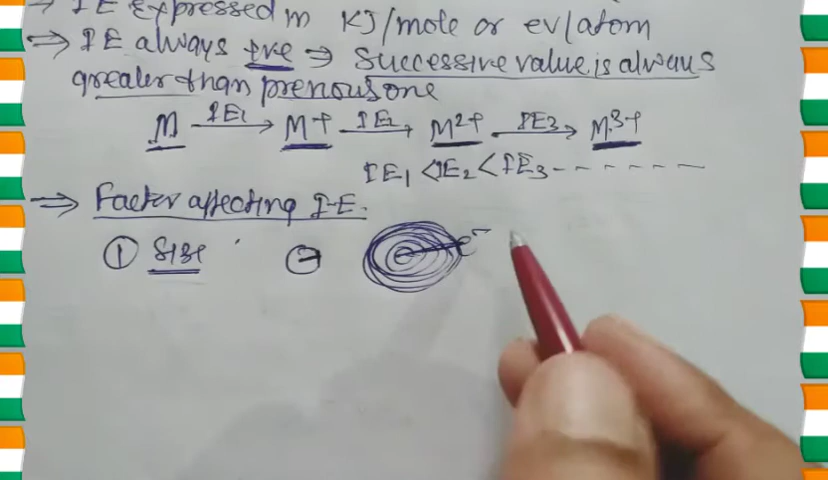 → IE expressed in KJ/mole or ev/atom
⇒ IE always +ve ⇒ Successive value is always
greater than previous one
M —IE1→ M+ —IE2→ M2+ —IE3→ M3+
IE1 < IE2 < IE3 - - - - - -
⇒ Factor affecting I.E.
① Size e-